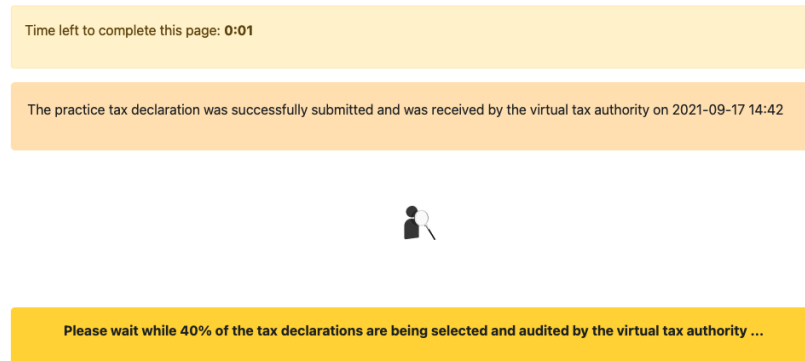 Time left to complete this page: 0:01
The practice tax declaration was successfully submitted and was received by the virtual tax authority on 2021-09-17 14:42
Please wait while 40% of the tax declarations are being selected and audited by the virtual tax authority ...